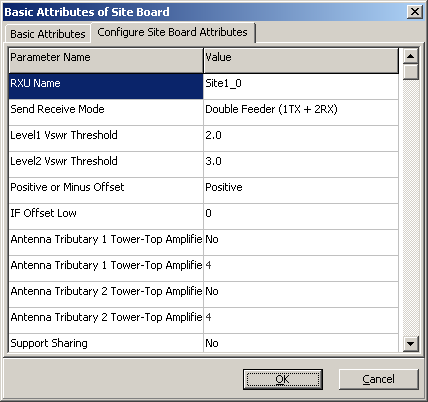 Basic Attributes of Site Board
Basic Attributes Configure Site Board Attributes
Parameter Name Value
RXU Name Site1_0
Send Receive Mode Double Feeder (1TX + 2RX)
Level1 Vswr Threshold 2.0
Level2 Vswr Threshold 3.0
Positive or Minus Offset Positive
IF Offset Low 0
Antenna Tributary 1 Tower-Top Amplifie No
Antenna Tributary 1 Tower-Top Amplifie 4
Antenna Tributary 2 Tower-Top Amplifie No
Antenna Tributary 2 Tower-Top Amplifie 4
Support Sharing No
OK Cancel